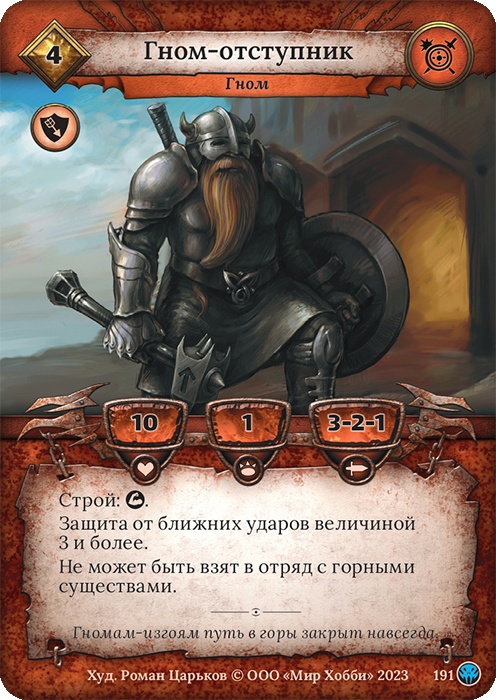 4
Гном-отступник
Гном
10
1
3-2-1
Строй: .
Защита от ближних ударов величиной
3 и более.
Не может быть взят в отряд с горными
существами.
Гномам-изгоям путь в горы закрыт навсегда.
Худ. Роман Царьков © ООО «Мир Хобби» 2023
191